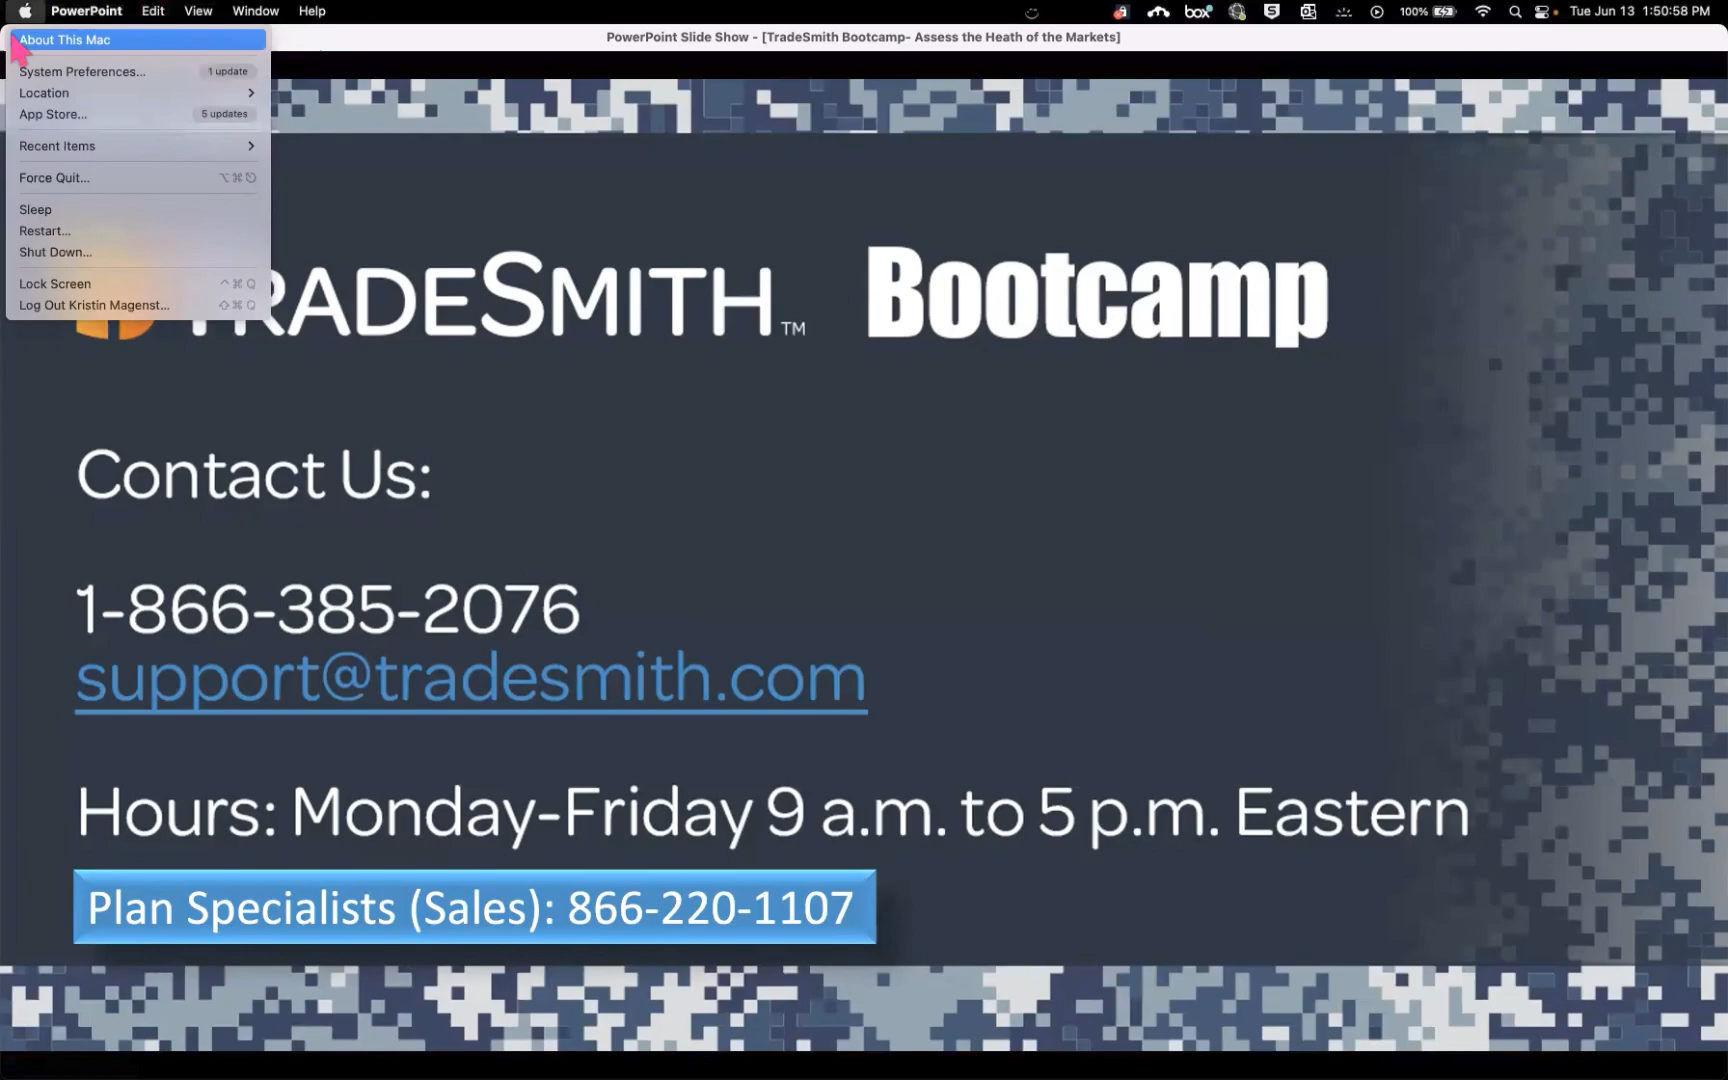 PowerPoint Edit View Window Help box 100% Tue Jun 13 1:50:58 PM
PowerPoint Slide Show - [TradeSmith Bootcamp- Assess the Heath of the Markets]
About This Mac
System Preferences... 1 update
Location
App Store... 5 updates
Recent Items
Force Quit... ⌥⌘⎋
Sleep
Restart...
Shut Down...
Lock Screen ^⌘Q
Log Out Kristin Magenst... ⇧⌘Q
TRADESMITH™ Bootcamp
Contact Us:
1-866-385-2076
support@tradesmith.com
Hours: Monday-Friday 9 a.m. to 5 p.m. Eastern
Plan Specialists (Sales): 866-220-1107